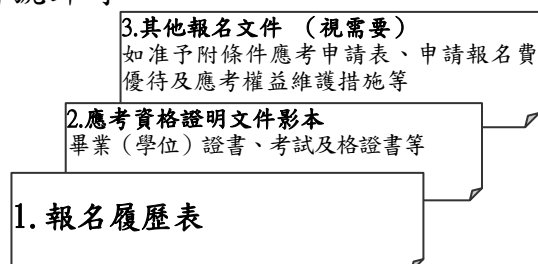 3.其他報名文件 （視需要）
如准予附條件應考申請表、申請報名費
優待及應考權益維護措施等
2.應考資格證明文件影本
畢業（學位）證書、考試及格證書等
1.報名履歷表